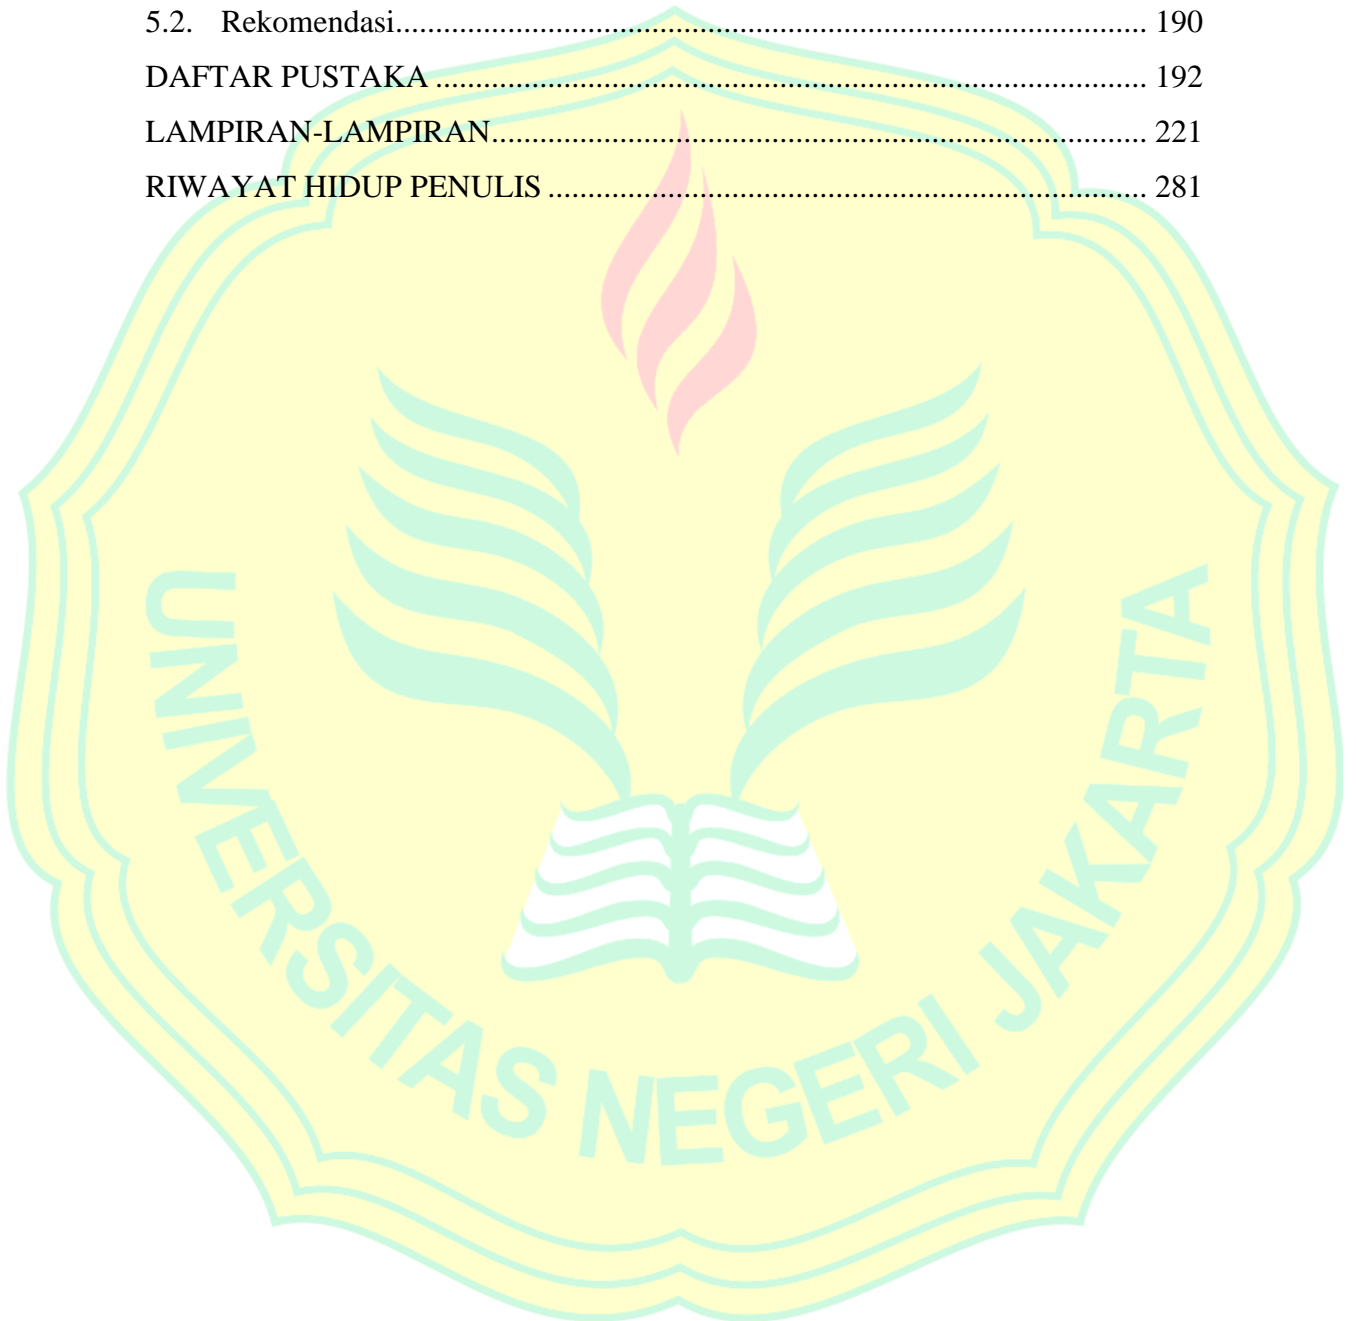 5.2. Rekomendasi.......................................................................................... 190
DAFTAR PUSTAKA ..................................................................................... 192
LAMPIRAN-LAMPIRAN.............................................................................. 221
RIWAYAT HIDUP PENULIS ....................................................................... 281
UNIVERSITAS NEGERI JAKARTA